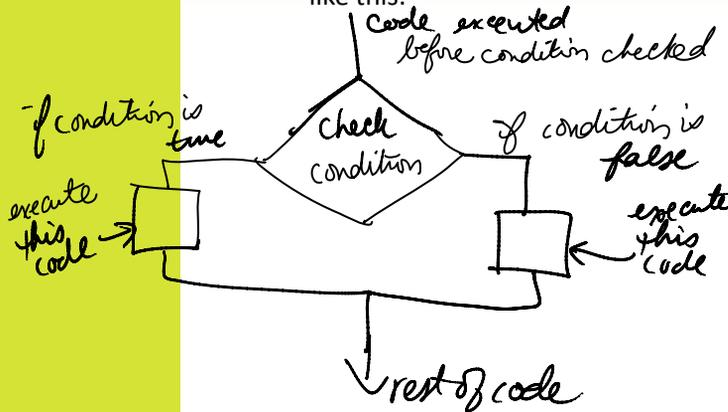 like this:
code executed
before condition checked
if condition is
true
check
condition
if condition is
false
execute
this
code
execute
this
code
rest of code